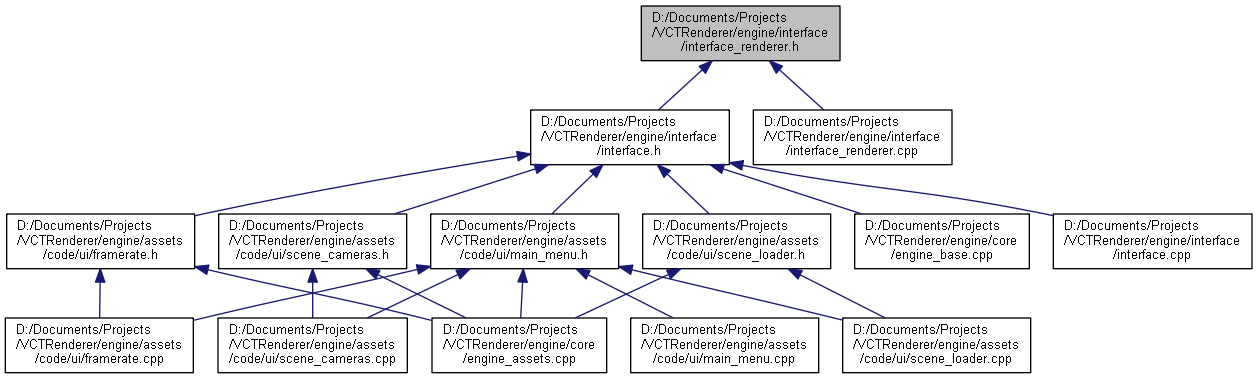 D:/Documents/Projects
/VCTRenderer/engine/interface
/interface_renderer.h
D:/Documents/Projects
/VCTRenderer/engine/interface
/interface.h
D:/Documents/Projects
/VCTRenderer/engine/interface
/interface_renderer.cpp
D:/Documents/Projects
/VCTRenderer/engine/assets
/code/ui/framerate.h
D:/Documents/Projects
/VCTRenderer/engine/assets
/code/ui/scene_cameras.h
D:/Documents/Projects
/VCTRenderer/engine/assets
/code/ui/main_menu.h
D:/Documents/Projects
/VCTRenderer/engine/assets
/code/ui/scene_loader.h
D:/Documents/Projects
/VCTRenderer/engine/core
/engine_base.cpp
D:/Documents/Projects
/VCTRenderer/engine/interface
/interface.cpp
D:/Documents/Projects
/VCTRenderer/engine/assets
/code/ui/framerate.cpp
D:/Documents/Projects
/VCTRenderer/engine/assets
/code/ui/scene_cameras.cpp
D:/Documents/Projects
/VCTRenderer/engine/core
/engine_assets.cpp
D:/Documents/Projects
/VCTRenderer/engine/assets
/code/ui/main_menu.cpp
D:/Documents/Projects
/VCTRenderer/engine/assets
/code/ui/scene_loader.cpp